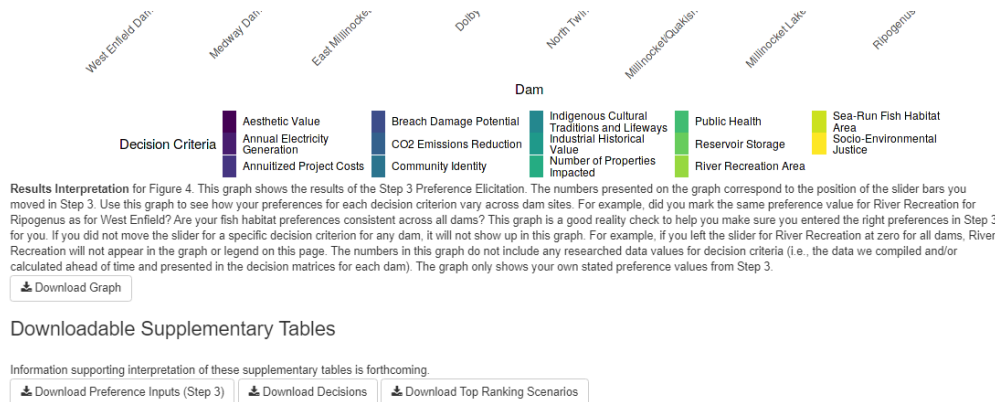 West Enfield Dam
Medway Dam
East Millinocket
Dolby
North Twin
Millinocket/Quakish
Millinocket Lake
Ripogenus
Dam
Decision Criteria
Aesthetic Value
Annual Electricity
Generation
Annuitized Project Costs
Breach Damage Potential
CO2 Emissions Reduction
Community Identity
Indigenous Cultural
Traditions and Lifeways
Industrial Historical
Value
Number of Properties
Impacted
Public Health
Reservoir Storage
River Recreation Area
Sea-Run Fish Habitat
Area
Socio-Environmental
Justice
Results Interpretation for Figure 4. This graph shows the results of the Step 3 Preference Elicitation. The numbers presented on the graph correspond to the position of the slider bars you
moved in Step 3. Use this graph to see how your preferences for each decision criterion vary across dam sites. For example, did you mark the same preference value for River Recreation for
Ripogenus as for West Enfield? Are your fish habitat preferences consistent across all dams? This graph is a good reality check to help you make sure you entered the right preferences in Step 3
for you. If you did not move the slider for a specific decision criterion for any dam, it will not show up in this graph. For example, if you left the slider for River Recreation at zero for all dams, River
Recreation will not appear in the graph or legend on this page. The numbers in this graph do not include any researched data values for decision criteria (i.e., the data we compiled and/or
calculated ahead of time and presented in the decision matrices for each dam). The graph only shows your own stated preference values from Step 3.
Download Graph
Downloadable Supplementary Tables
Information supporting interpretation of these supplementary tables is forthcoming.
Download Preference Inputs (Step 3) Download Decisions Download Top Ranking Scenarios